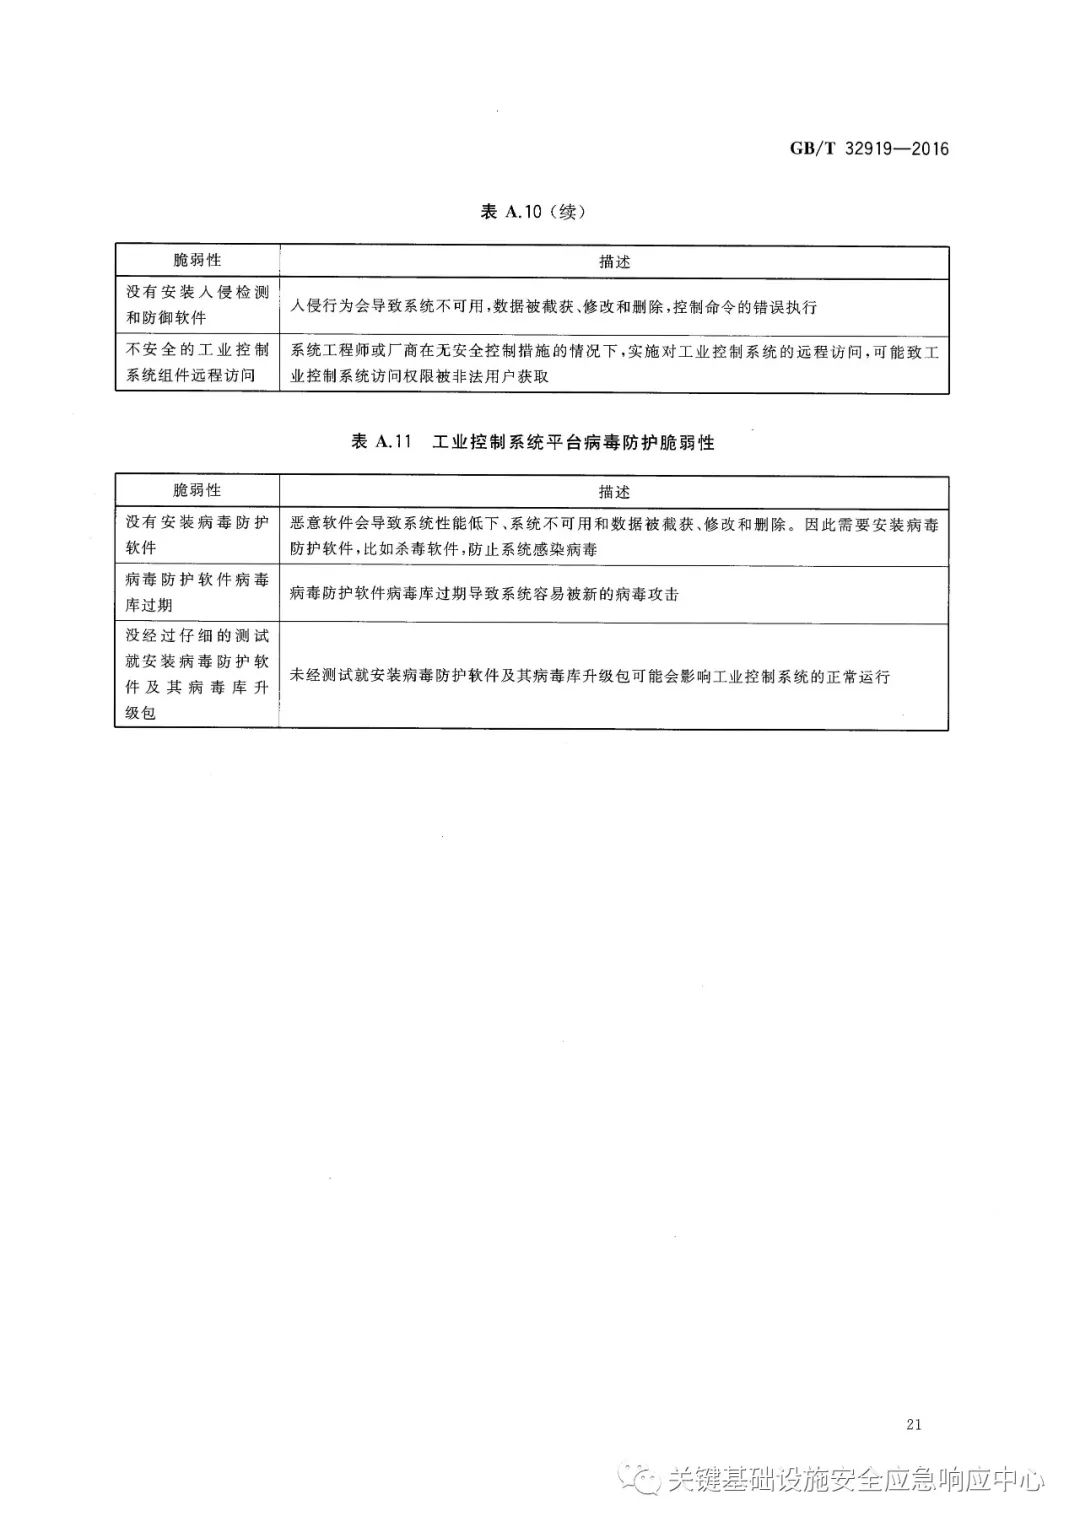 GB/T 32919—2016
表 A.10（续）
脆弱性 描述
没有安装入侵检测
和防御软件
入侵行为会导致系统不可用,数据被截获、修改和删除,控制命令的错误执行
不安全的工业控制
系统组件远程访问
系统工程师或厂商在无安全控制措施的情况下,实施对工业控制系统的远程访问,可能致工
业控制系统访问权限被非法用户获取
表 A.11 工业控制系统平台病毒防护脆弱性
脆弱性 描述
没有安装病毒防护
软件
恶意软件会导致系统性能低下、系统不可用和数据被截获、修改和删除。因此需要安装病毒
防护软件,比如杀毒软件,防止系统感染病毒
病毒防护软件病毒
库过期
病毒防护软件病毒库过期导致系统容易被新的病毒攻击
没经过仔细的测试
就安装病毒防护软
件及其病毒库升
级包
未经测试就安装病毒防护软件及其病毒库升级包可能会影响工业控制系统的正常运行
21
关键基础设施安全应急响应中心